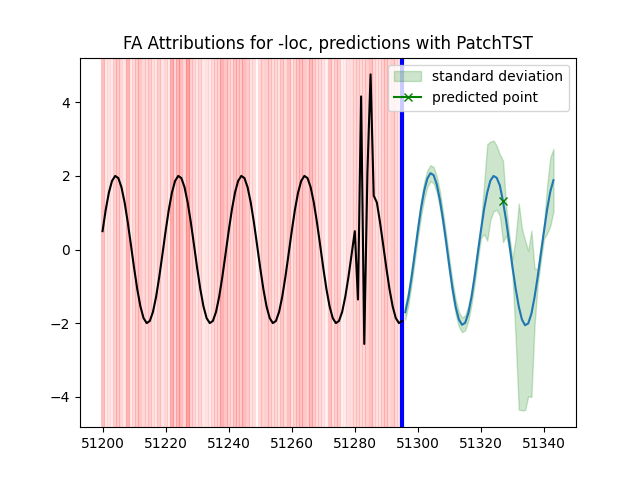 FA Attributions for -loc, predictions with PatchTST
standard deviation
predicted point
4
2
0
−2
−4
51200 51220 51240 51260 51280 51300 51320 51340